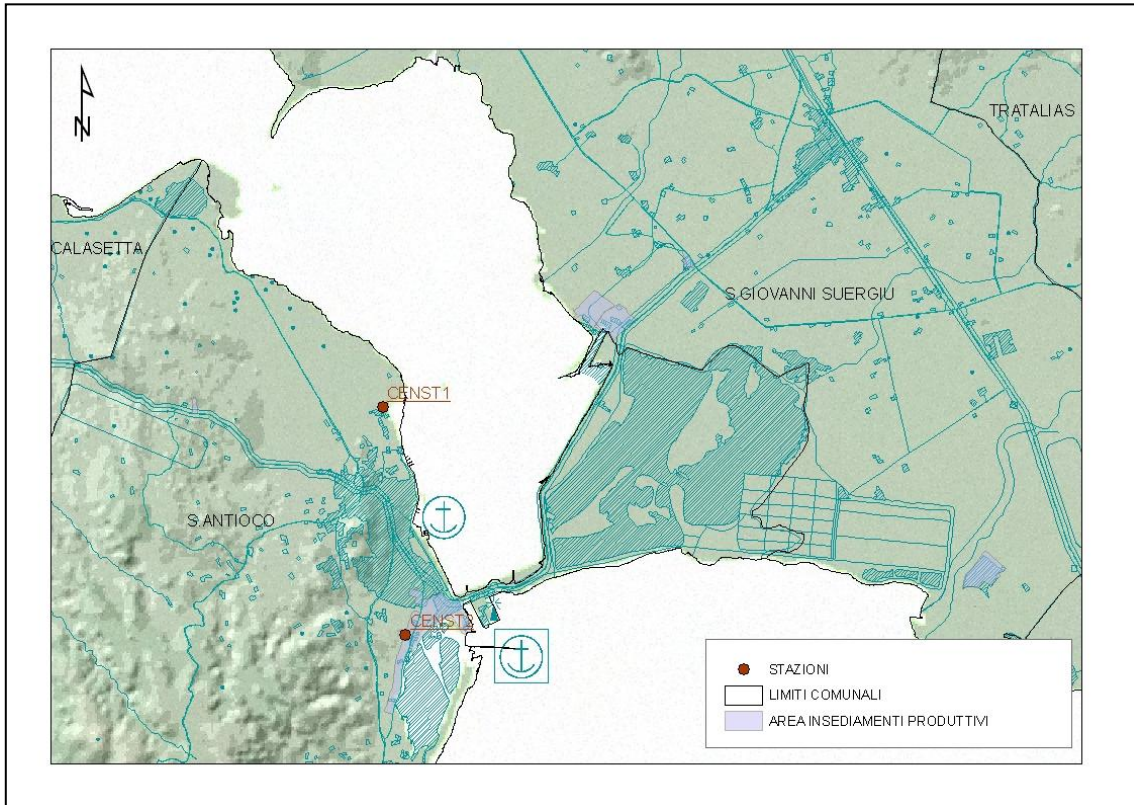 N
TRATALIAS
CALASETTA
S.GIOVANNI SUERGIU
CENST1
S.ANTIOCO
STAZIONI
LIMITI COMUNALI
AREA INSEDIAMENTI PRODUTTIVI